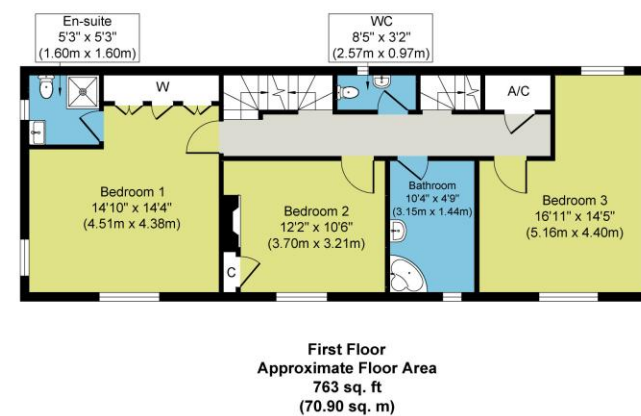 En-suite
5'3" x 5'3"
(1.60m x 1.60m)
WC
8'5" x 3'2"
(2.57m x 0.97m)
W
A/C
Bedroom 1
14'10" x 14'4"
(4.51m x 4.38m)
Bedroom 2
12'2" x 10'6"
(3.70m x 3.21m)
Bathroom
10'4" x 4'9"
(3.15m x 1.44m)
Bedroom 3
16'11" x 14'5"
(5.16m x 4.40m)
C
First Floor
Approximate Floor Area
763 sq. ft
(70.90 sq. m)